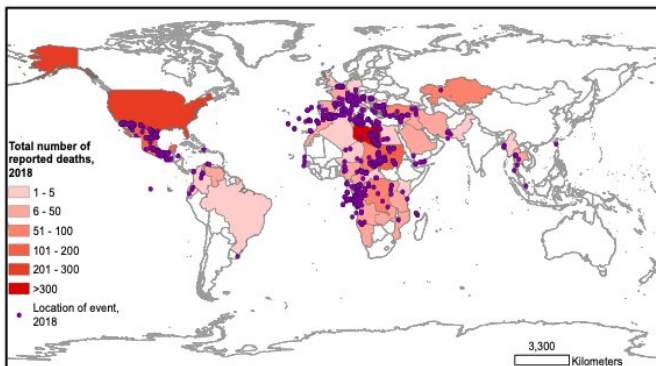 Total number of
reported deaths,
2018
1 - 5
6 - 50
51 - 100
101 - 200
201 - 300
>300
Location of event,
2018
3,300
Kilometers